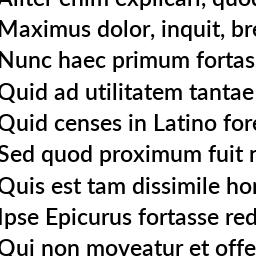 Aliter enim explicari, quod
Maximus dolor, inquit, bre
Nunc haec primum fortas
Quid ad utilitatem tantae
Quid censes in Latino fore
Sed quod proximum fuit
Quis est tam dissimile hor
Ipse Epicurus fortasse red
Qui non moveatur et offe